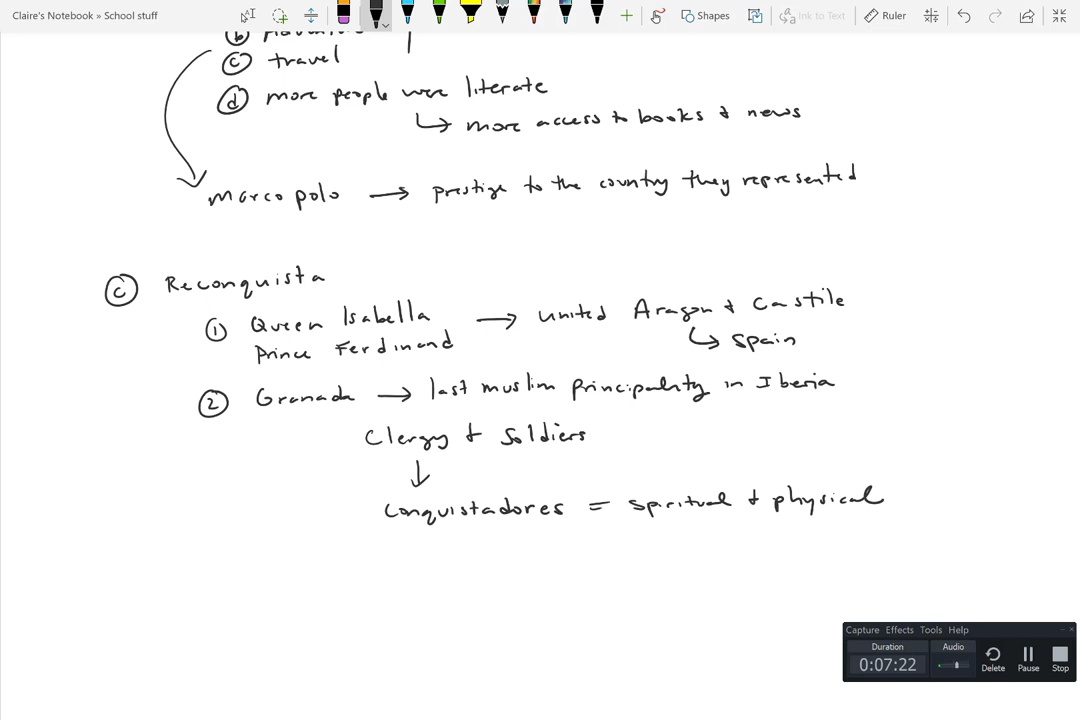 Claire's Notebook » School stuff
Shapes
Ink to Text
Ruler
b
c travel
d more people were literate
↳ more access to books & news
marco polo → prestige to the country they represented
c Reconquista
1 Queen Isabella → united Aragon & Castile
Prince Ferdinand
↳ Spain
2 Granada → last muslim principality in Iberia
Clergy + Soldiers
↓
Conquistadores = spiritual & physical
Capture Effects Tools Help
Duration Audio
0:07:22
Delete Pause Stop